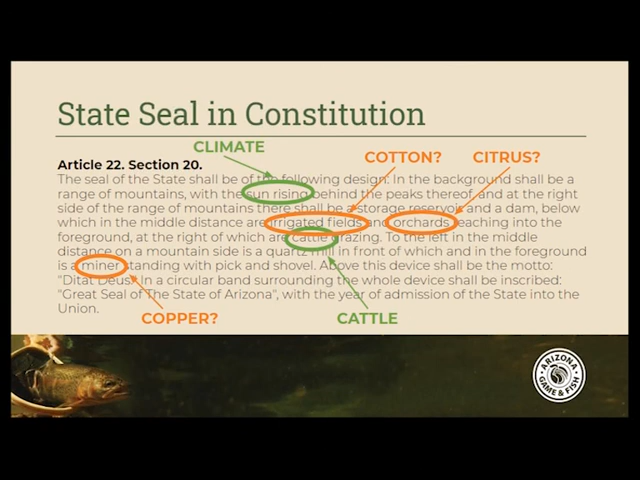 State Seal in Constitution
CLIMATE
COTTON? CITRUS?
Article 22. Section 20.
The seal of the State shall be of the following design: In the background shall be a
range of mountains, with the sun rising behind the peaks thereof, and at the right
side of the range of mountains there shall be a storage reservoir and a dam, below
which in the middle distance are irrigated fields and orchards reaching into the
foreground, at the right of which are cattle grazing. To the left in the middle
distance on a mountain side is a quartz mill in front of which and in the foreground
is a miner standing with pick and shovel. Above this device shall be the motto:
"Ditat Deus." In a circular band surrounding the whole device shall be inscribed:
"Great Seal of The State of Arizona", with the year of admission of the State into the
Union.
COPPER? CATTLE
ARIZONA
GAME & FISH